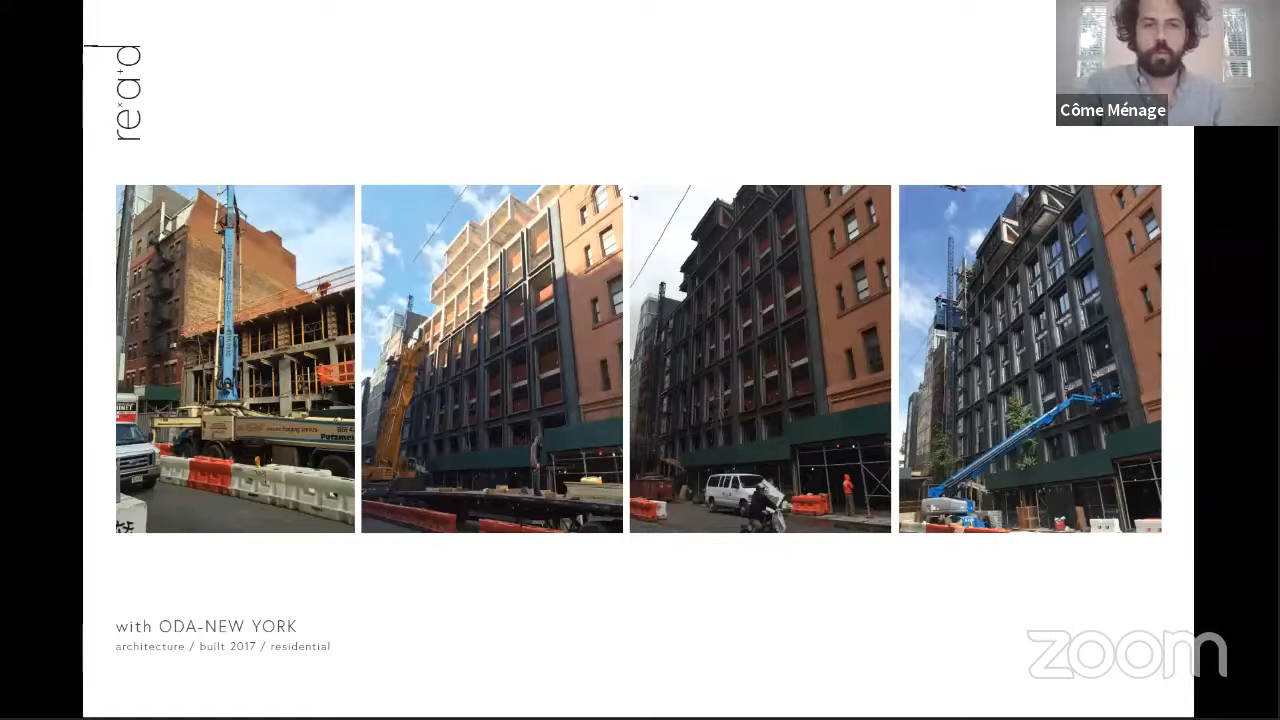 re*a+d
Côme Ménage
with ODA-NEW YORK
architecture / built 2017 / residential
zoom